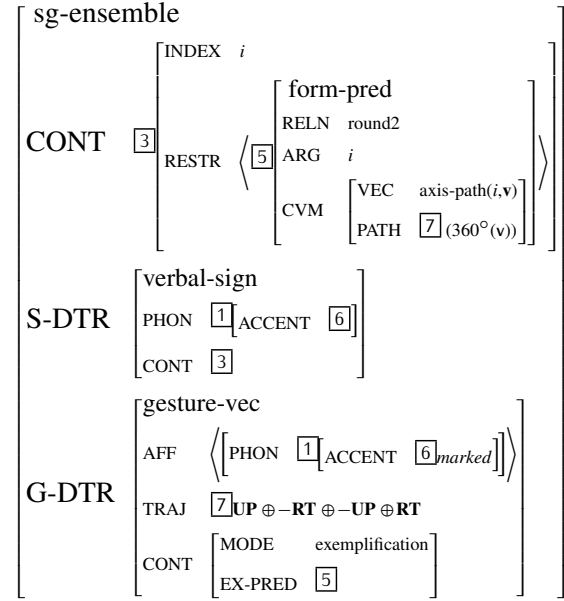 sg-ensemble
INDEX i
form-pred
RELN round2
CONT 3 RESTR ⟨ 5 ARG i ⟩
CVM VEC axis-path(i,v)
PATH 7 (360°(v))
verbal-sign
S-DTR PHON 1 [ACCENT 6]
CONT 3
gesture-vec
AFF ⟨[PHON 1 [ACCENT 6 marked]]⟩
G-DTR TRAJ 7 UP ⊕−RT ⊕−UP ⊕RT
CONT MODE exemplification
EX-PRED 5